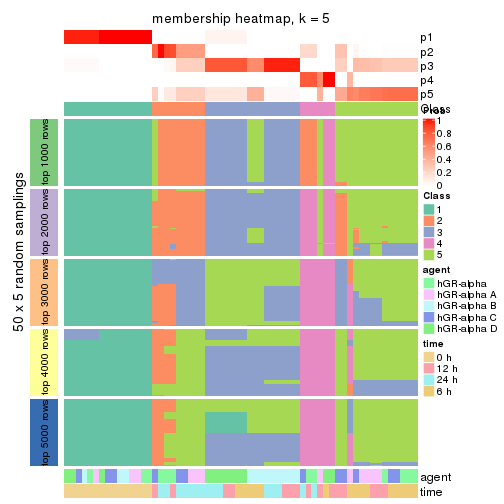 membership heatmap, k = 5
p1
p2
p3
p4
p5
Class
Prob
1
0.8
0.6
0.4
0.2
0
Class
1
2
3
4
5
agent
hGR-alpha
hGR-alpha A
hGR-alpha B
hGR-alpha C
hGR-alpha D
time
0 h
12 h
24 h
6 h
50 x 5 random samplings
top 1000 rows
top 2000 rows
top 3000 rows
top 4000 rows
top 5000 rows
agent
time